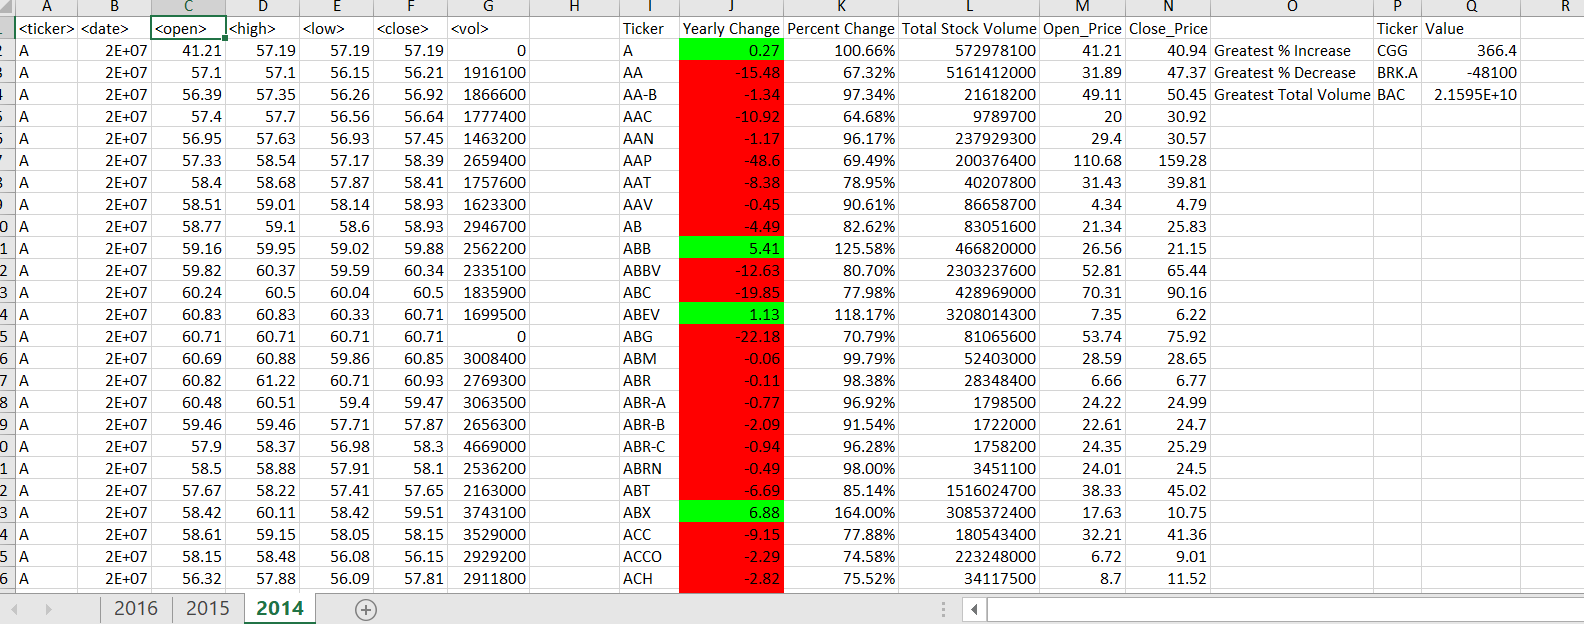 A B C D E F G H I J K L M N O P Q R
<ticker> <date> <open> <high> <low> <close> <vol> Ticker Yearly Change Percent Change Total Stock Volume Open_Price Close_Price Ticker Value
A 2E+07 41.21 57.19 57.19 57.19 0 A 0.27 100.66% 572978100 41.21 40.94 Greatest % Increase CGG 366.4
A 2E+07 57.1 57.1 56.15 56.21 1916100 AA -15.48 67.32% 5161412000 31.89 47.37 Greatest % Decrease BRK.A -48100
A 2E+07 56.39 57.35 56.26 56.92 1866600 AA-B -1.34 97.34% 21618200 49.11 50.45 Greatest Total Volume BAC 2.1595E+10
A 2E+07 57.4 57.7 56.56 56.64 1777400 AAC -10.92 64.68% 9789700 20 30.92
A 2E+07 56.95 57.63 56.93 57.45 1463200 AAN -1.17 96.17% 237929300 29.4 30.57
A 2E+07 57.33 58.54 57.17 58.39 2659400 AAP -48.6 69.49% 200376400 110.68 159.28
A 2E+07 58.4 58.68 57.87 58.41 1757600 AAT -8.38 78.95% 40207800 31.43 39.81
A 2E+07 58.51 59.01 58.14 58.93 1623300 AAV -0.45 90.61% 86658700 4.34 4.79
A 2E+07 58.77 59.1 58.6 58.93 2946700 AB -4.49 82.62% 83051600 21.34 25.83
A 2E+07 59.16 59.95 59.02 59.88 2562200 ABB 5.41 125.58% 466820000 26.56 21.15
A 2E+07 59.82 60.37 59.59 60.34 2335100 ABBV -12.63 80.70% 2303237600 52.81 65.44
A 2E+07 60.24 60.5 60.04 60.5 1835900 ABC -19.85 77.98% 428969000 70.31 90.16
A 2E+07 60.83 60.83 60.33 60.71 1699500 ABEV 1.13 118.17% 3208014300 7.35 6.22
A 2E+07 60.71 60.71 60.71 60.71 0 ABG -22.18 70.79% 81065600 53.74 75.92
A 2E+07 60.69 60.88 59.86 60.85 3008400 ABM -0.06 99.79% 52403000 28.59 28.65
A 2E+07 60.82 61.22 60.71 60.93 2769300 ABR -0.11 98.38% 28348400 6.66 6.77
A 2E+07 60.48 60.51 59.4 59.47 3063500 ABR-A -0.77 96.92% 1798500 24.22 24.99
A 2E+07 59.46 59.46 57.71 57.87 2656300 ABR-B -2.09 91.54% 1722000 22.61 24.7
A 2E+07 57.9 58.37 56.98 58.3 4669000 ABR-C -0.94 96.28% 1758200 24.35 25.29
A 2E+07 58.5 58.88 57.91 58.1 2536200 ABRN -0.49 98.00% 3451100 24.01 24.5
A 2E+07 57.67 58.22 57.41 57.65 2163000 ABT -6.69 85.14% 1516024700 38.33 45.02
A 2E+07 58.42 60.11 58.42 59.51 3743100 ABX 6.88 164.00% 3085372400 17.63 10.75
A 2E+07 58.61 59.15 58.05 58.15 3529000 ACC -9.15 77.88% 180543400 32.21 41.36
A 2E+07 58.15 58.48 56.08 56.15 2929200 ACCO -2.29 74.58% 223248000 6.72 9.01
A 2E+07 56.32 57.88 56.09 57.81 2911800 ACH -2.82 75.52% 34117500 8.7 11.52
2016 2015 2014